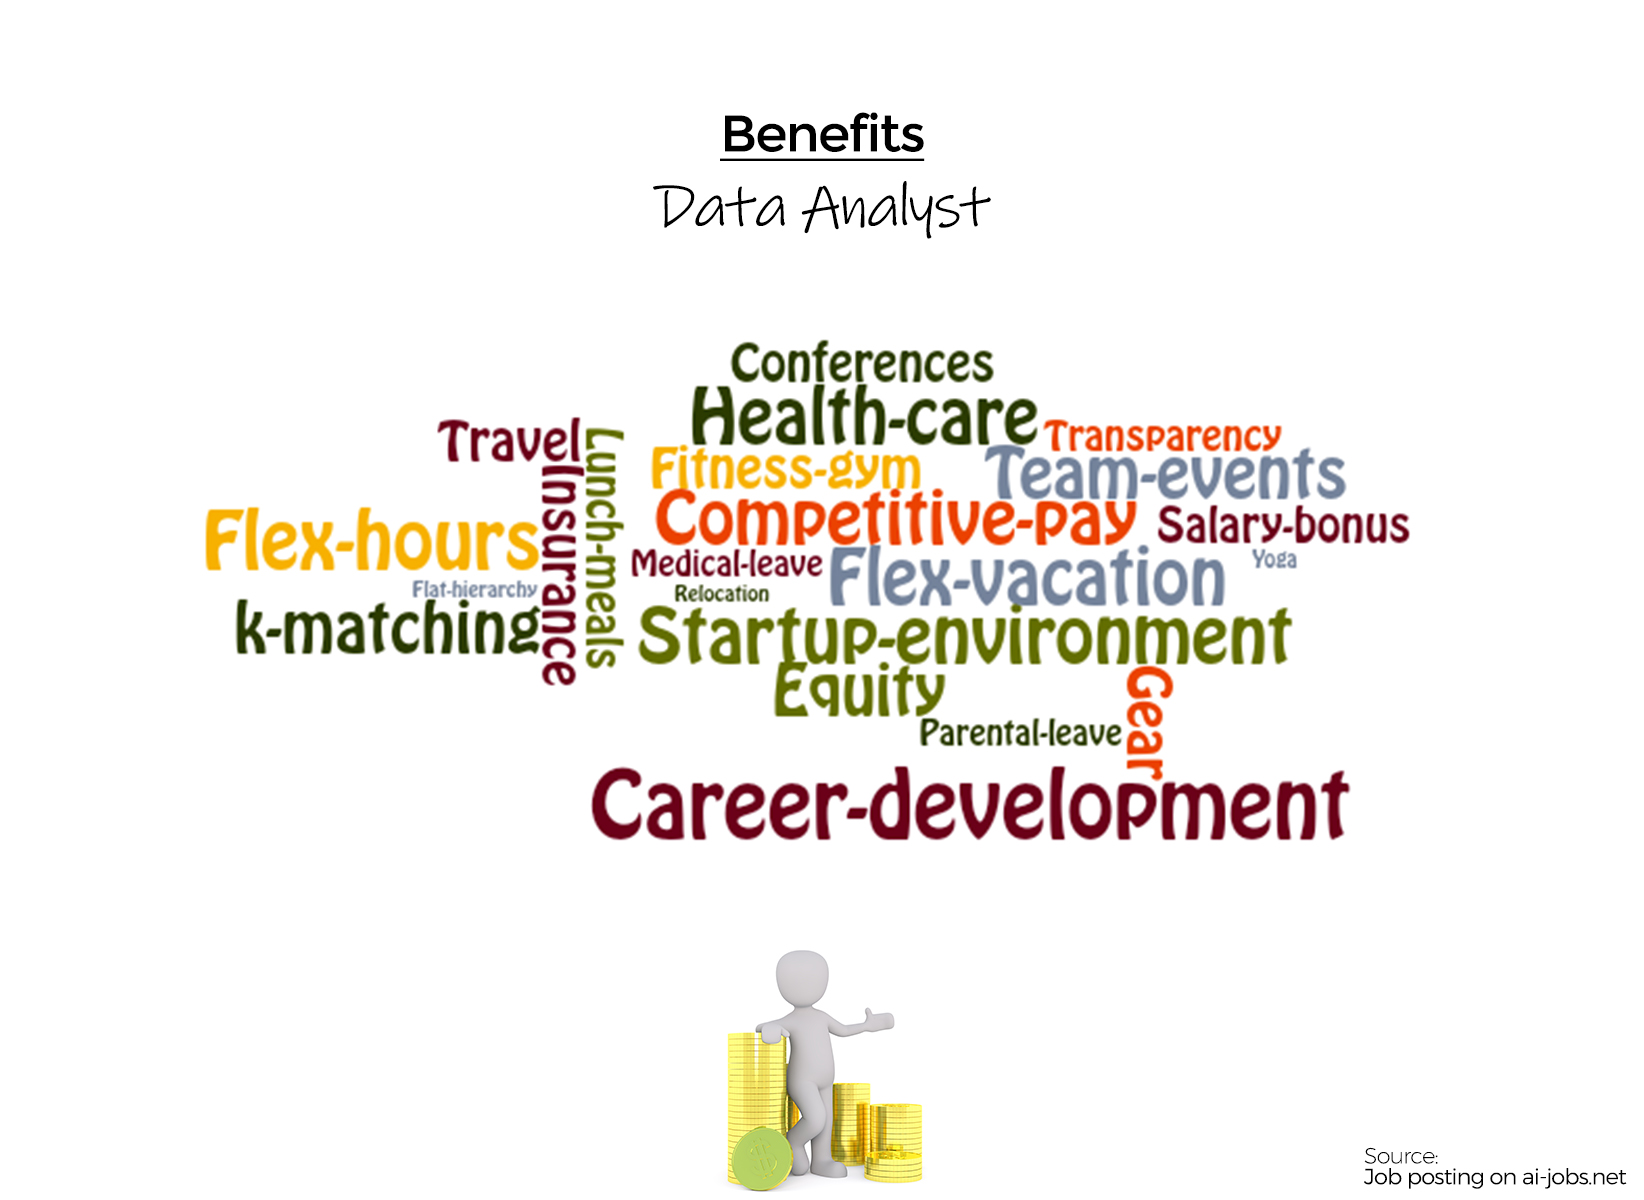 Benefits
Data Analyst
Conferences
Health-care
Travel
Transparency
Lunch-meals
Fitness-gym
Team-events
Insurance
Competitive-pay
Salary-bonus
Flex-hours
Medical-leave
Flex-vacation
Yoga
Flat-hierarchy
Relocation
k-matching
Startup-environment
Equity
Gear
Parental-leave
Career-development
Source:
Job posting on ai-jobs.net